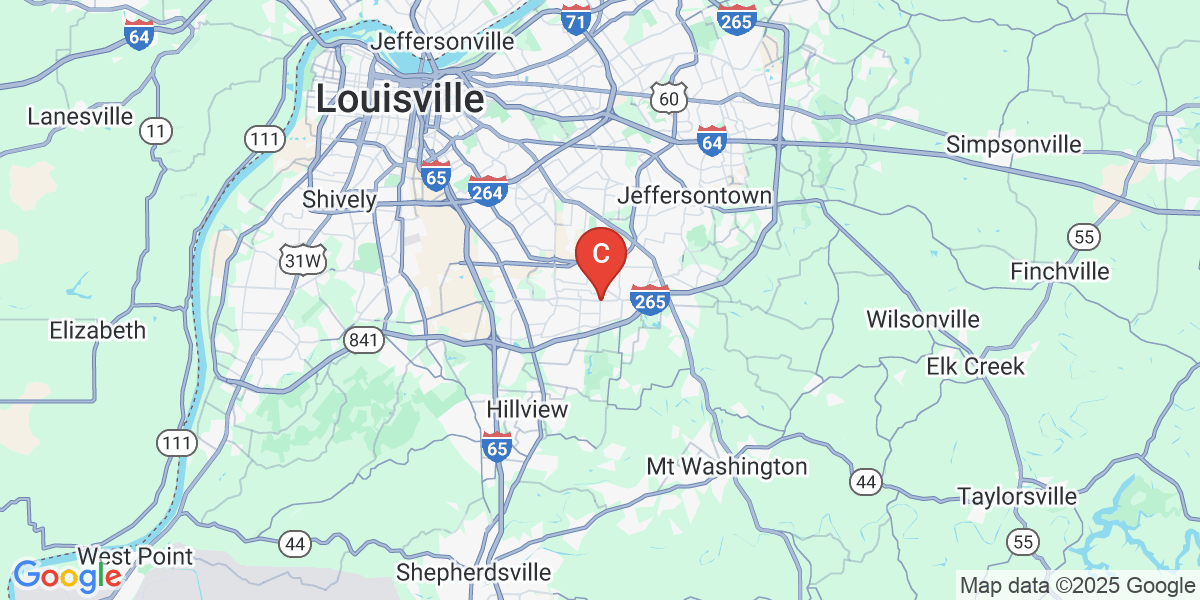 71
265
64
Jeffersonville
60
Louisville
Lanesville
11
111
64
Simpsonville
65
264
Jeffersontown
Shively
55
C
31W
Finchville
265
Wilsonville
Elizabeth
841
Elk Creek
Hillview
111
65
Mt Washington
44
Taylorsville
44
55
West Point
Shepherdsville
Google
Map data ©2025 Google